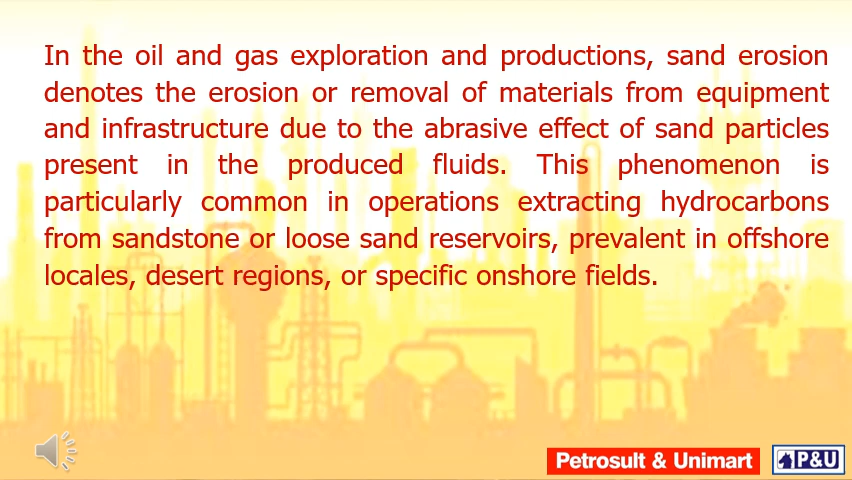 In the oil and gas exploration and productions, sand erosion
denotes the erosion or removal of materials from equipment
and infrastructure due to the abrasive effect of sand particles
present in the produced fluids. This phenomenon is
particularly common in operations extracting hydrocarbons
from sandstone or loose sand reservoirs, prevalent in offshore
locales, desert regions, or specific onshore fields.
Petrosult & Unimart
P&U